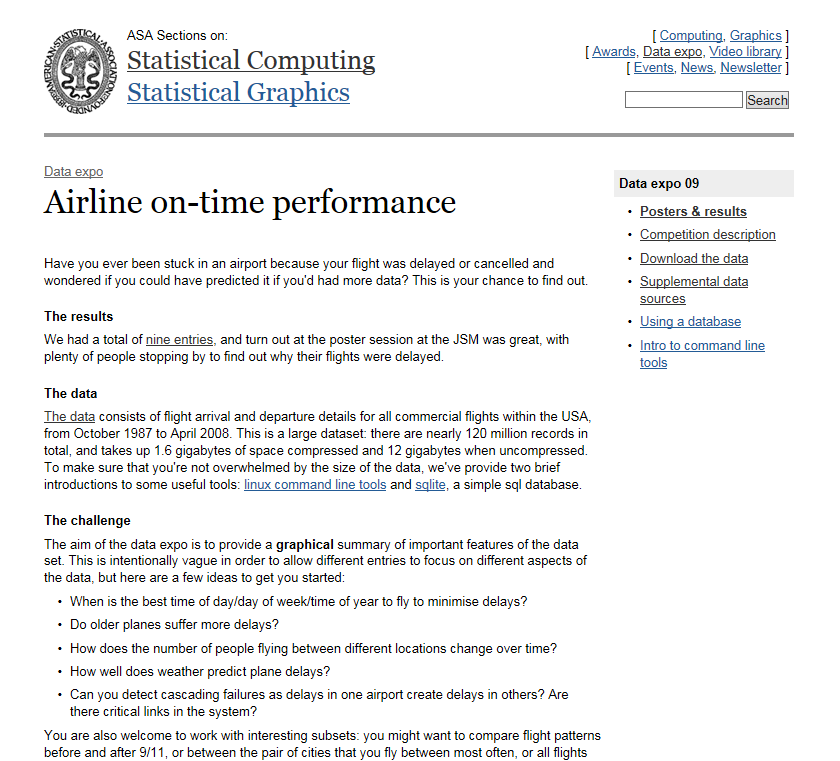 ASA Sections on:
Statistical Computing
Statistical Graphics
[ Computing, Graphics ]
[ Awards, Data expo, Video library ]
[ Events, News, Newsletter ]
Search
Data expo
Airline on-time performance
Have you ever been stuck in an airport because your flight was delayed or cancelled and
wondered if you could have predicted it if you'd had more data? This is your chance to find out.
The results
We had a total of nine entries, and turn out at the poster session at the JSM was great, with
plenty of people stopping by to find out why their flights were delayed.
The data
The data consists of flight arrival and departure details for all commercial flights within the USA,
from October 1987 to April 2008. This is a large dataset: there are nearly 120 million records in
total, and takes up 1.6 gigabytes of space compressed and 12 gigabytes when uncompressed.
To make sure that you're not overwhelmed by the size of the data, we've provide two brief
introductions to some useful tools: linux command line tools and sqlite, a simple sql database.
The challenge
The aim of the data expo is to provide a graphical summary of important features of the data
set. This is intentionally vague in order to allow different entries to focus on different aspects of
the data, but here are a few ideas to get you started:
• When is the best time of day/day of week/time of year to fly to minimise delays?
• Do older planes suffer more delays?
• How does the number of people flying between different locations change over time?
• How well does weather predict plane delays?
• Can you detect cascading failures as delays in one airport create delays in others? Are
there critical links in the system?
You are also welcome to work with interesting subsets: you might want to compare flight patterns
before and after 9/11, or between the pair of cities that you fly between most often, or all flights
Data expo 09
• Posters & results
• Competition description
• Download the data
• Supplemental data
sources
• Using a database
• Intro to command line
tools